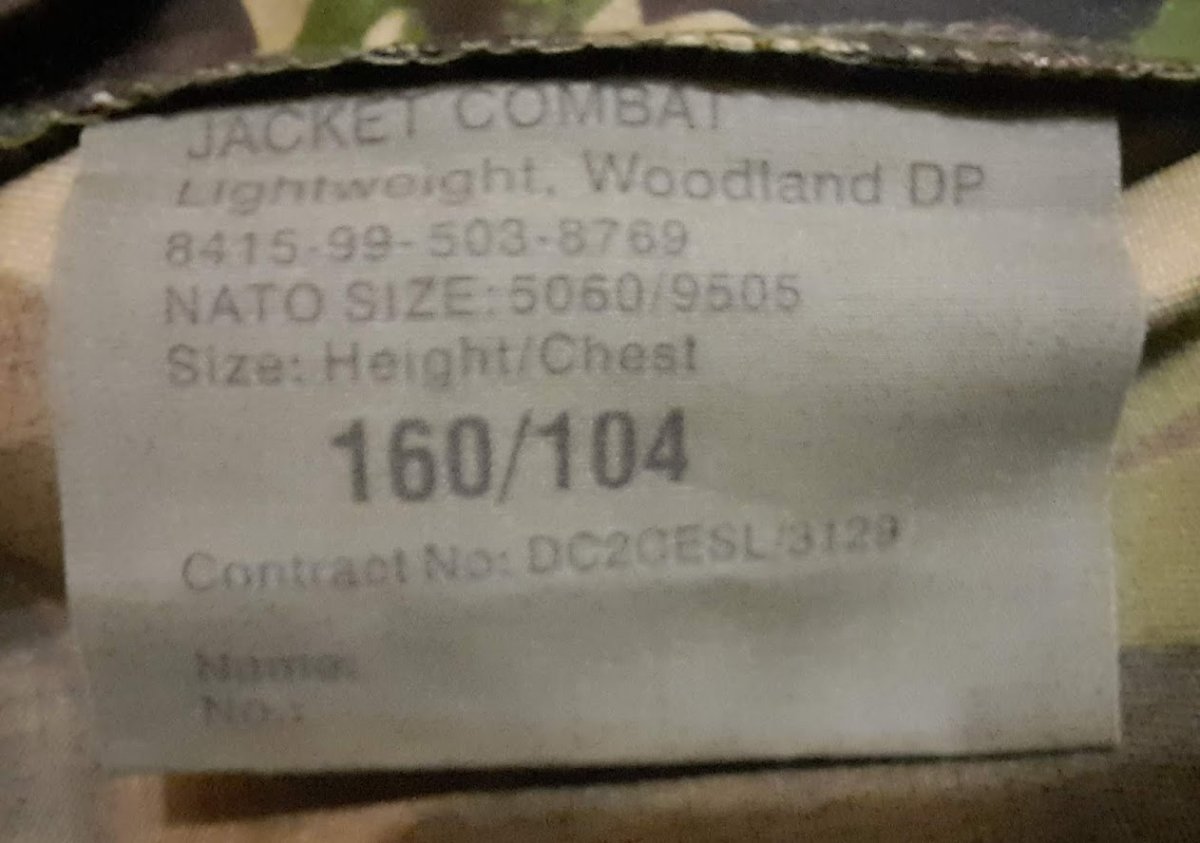 JACKET COMBAT
Lightweight, Woodland DP
8415-99-503-8769
NATO SIZE: 5060/9505
Size: Height/Chest
160/104
Contract No: DC2CESL/3129
Name:
No.: